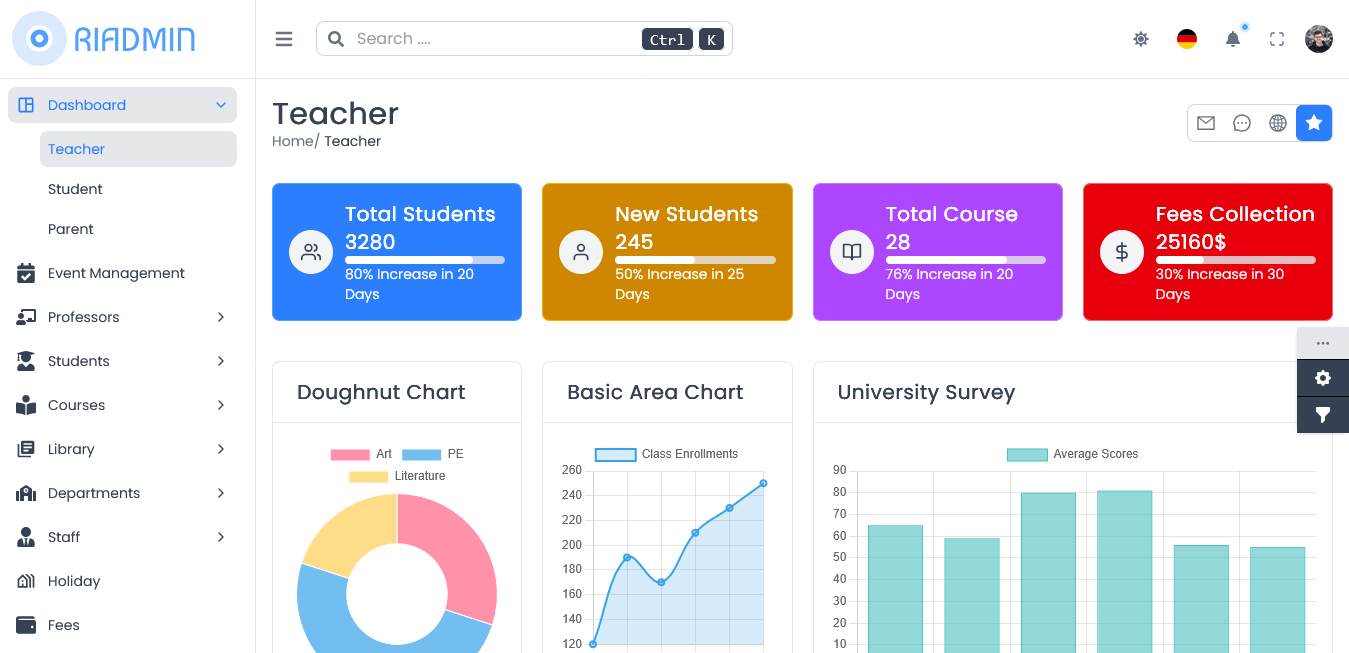 RIADMIN
Search ....
Ctrl
K
Dashboard
Teacher
Student
Parent
Event Management
Professors
Students
Courses
Library
Departments
Staff
Holiday
Fees
Teacher
Home/ Teacher
Total Students
3280
80% Increase in 20
Days
New Students
245
50% Increase in 25
Days
Total Course
28
76% Increase in 20
Days
Fees Collection
25160$
30% Increase in 30
Days
Doughnut Chart
Art PE
Literature
Basic Area Chart
Class Enrollments
260
240
220
200
180
160
140
120
University Survey
Average Scores
90
80
70
60
50
40
30
20
10